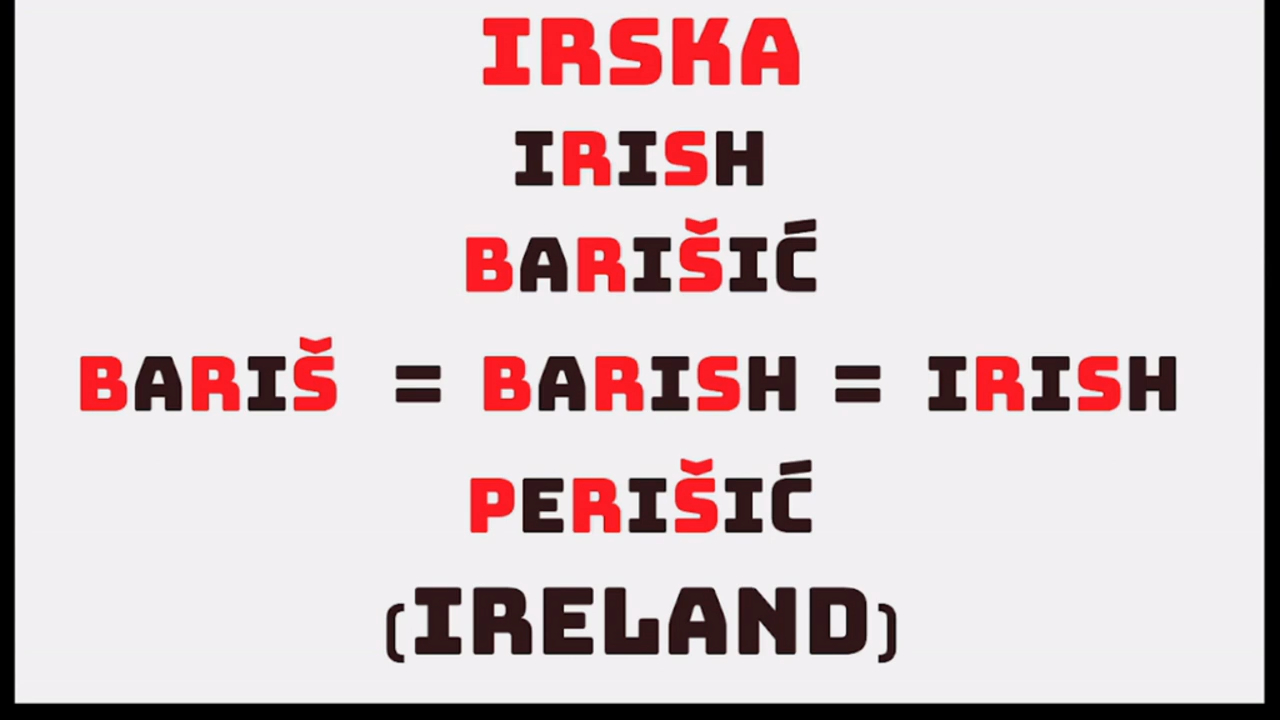 IRSKA
IRISH
BARIŠIĆ
BARIŠ = BARISH = IRISH
PERIŠIĆ
(IRELAND)